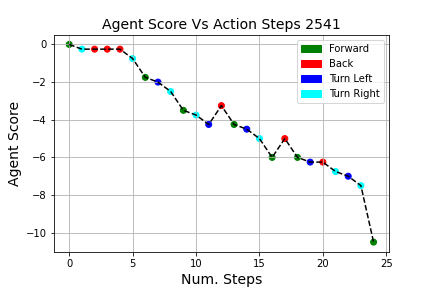 Agent Score Vs Action Steps 2541
Agent Score
0
−2
−4
−6
−8
−10
Forward
Back
Turn Left
Turn Right
0 5 10 15 20 25
Num. Steps